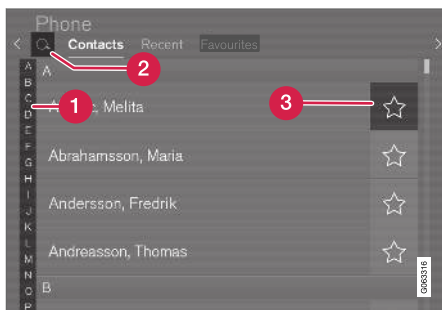 Phone
Contacts Recent Favourites
2
A
A
B
C
D
E
F
G
H
I
J
K
L
M
N
O
P
1
Melita
3
Abrahamsson, Maria
Andersson, Fredrik
Andreasson, Thomas
B
G063316